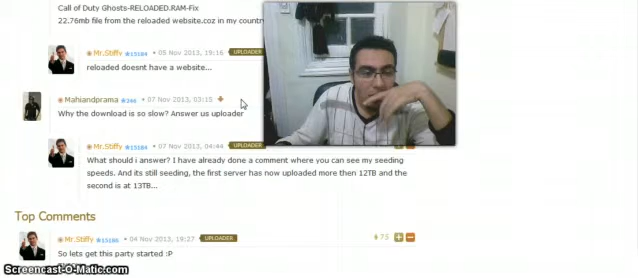 Call of Duty Ghosts-RELOADED.RAM-Fix
22.76mb file from the reloaded website.coz in my country
Mr.Stiffy ★15184 • 05 Nov 2013, 19:16 UPLOADER
reloaded doesnt have a website...
Mahiandprama ★246 • 07 Nov 2013, 03:15
Why the download is so slow? Answer us uploader
Mr.Stiffy ★15184 • 07 Nov 2013, 04:44 UPLOADER
What should i answer? I have already done a comment where you can see my seeding
speeds. And its still seeding, the first server has now uploaded more then 12TB and the
second is at 13TB...
Top Comments
Mr.Stiffy ★15186 • 04 Nov 2013, 19:27 UPLOADER 75
So lets get this party started :P
Screencast-O-Matic.com